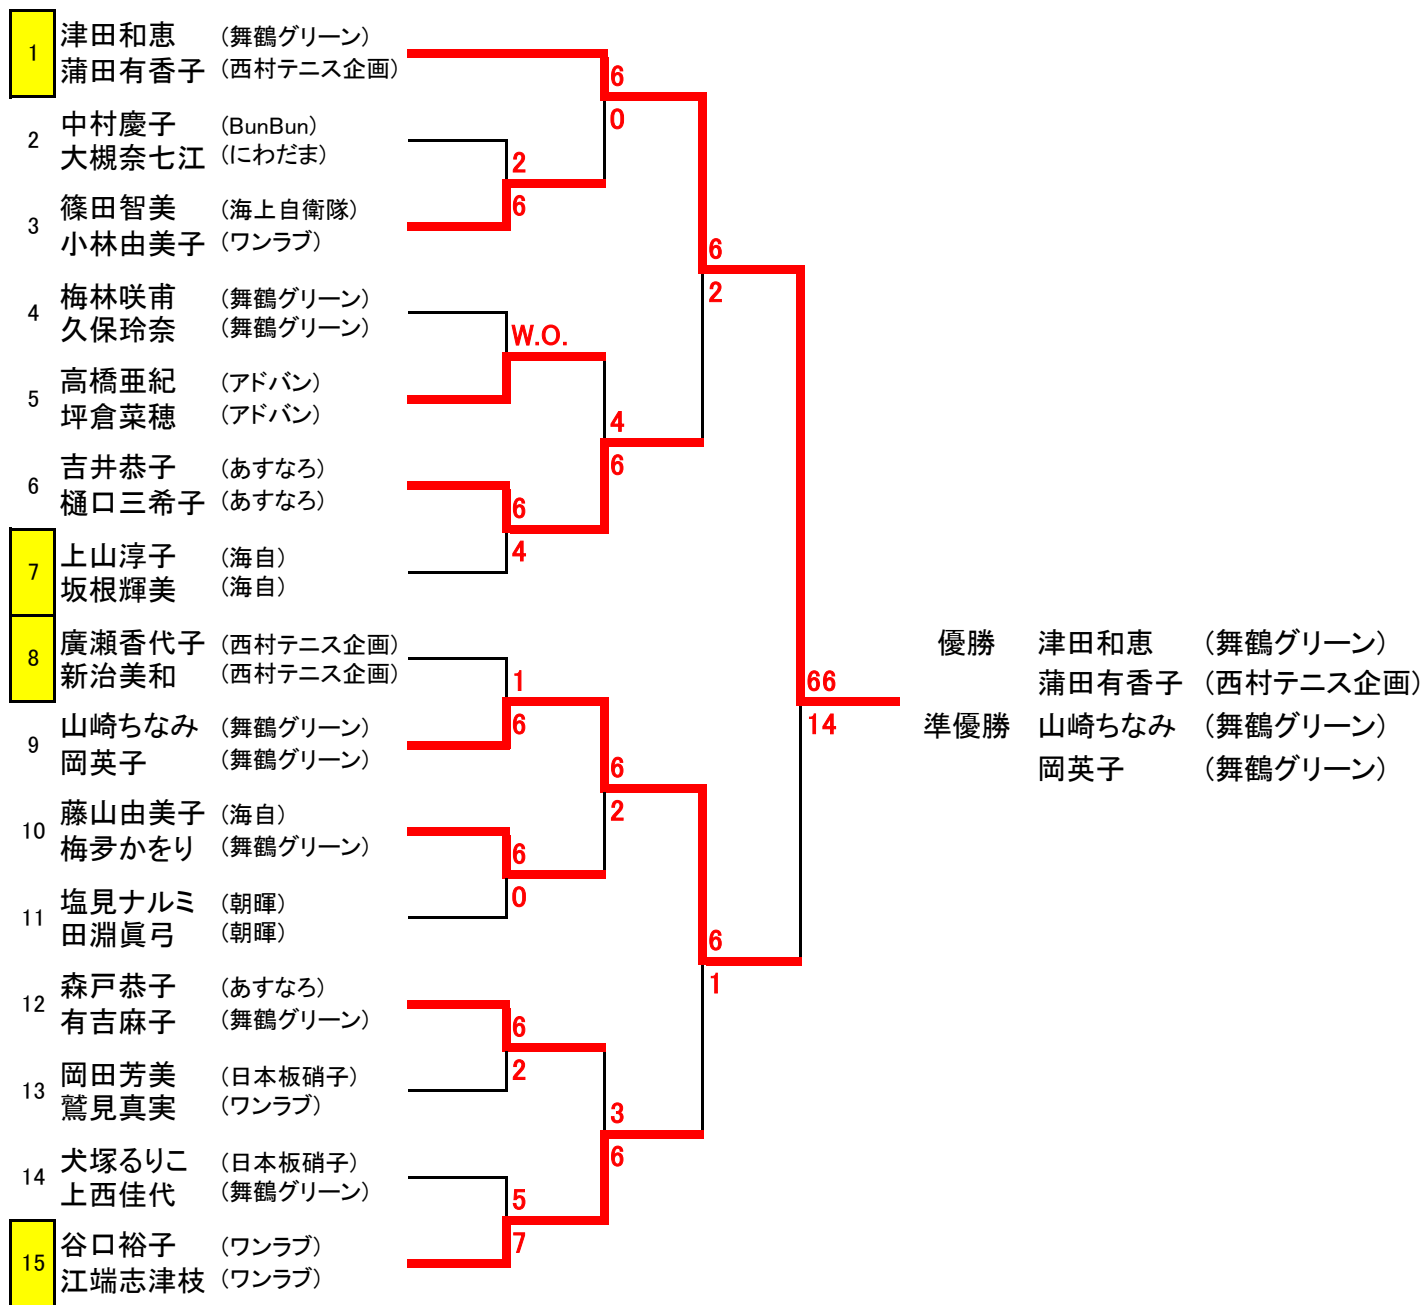 1
津田和恵 (舞鶴グリーン)
蒲田有香子 (西村テニス企画)
6
0
2
中村慶子 (BunBun)
大槻奈七江 (にわだま)
2
6
3
篠田智美 (海上自衛隊)
小林由美子 (ワンラブ)
6
2
4
梅林咲甫 (舞鶴グリーン)
久保玲奈 (舞鶴グリーン)
W.O.
5
高橋亜紀 (アドバン)
坪倉菜穂 (アドバン)
4
6
6
吉井恭子 (あすなろ)
樋口三希子 (あすなろ)
6
4
7
上山淳子 (海自)
坂根輝美 (海自)
8
廣瀬香代子 (西村テニス企画)
新治美和 (西村テニス企画)
1
6
66
14
優勝 津田和恵 (舞鶴グリーン)
蒲田有香子 (西村テニス企画)
準優勝 山崎ちなみ (舞鶴グリーン)
岡英子 (舞鶴グリーン)
9
山崎ちなみ (舞鶴グリーン)
岡英子 (舞鶴グリーン)
6
2
10
藤山由美子 (海自)
梅夛かをり (舞鶴グリーン)
6
0
11
塩見ナルミ (朝暉)
田淵眞弓 (朝暉)
6
1
12
森戸恭子 (あすなろ)
有吉麻子 (舞鶴グリーン)
6
2
13
岡田芳美 (日本板硝子)
鷲見真実 (ワンラブ)
3
6
14
犬塚るりこ (日本板硝子)
上西佳代 (舞鶴グリーン)
5
7
15
谷口裕子 (ワンラブ)
江端志津枝 (ワンラブ)